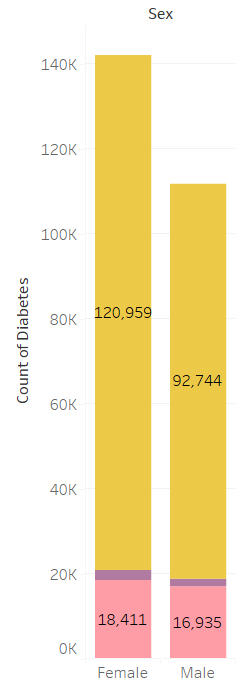 Sex
Count of Diabetes
140K
120K
100K
80K
60K
40K
20K
0K
120,959
92,744
18,411
16,935
Female
Male